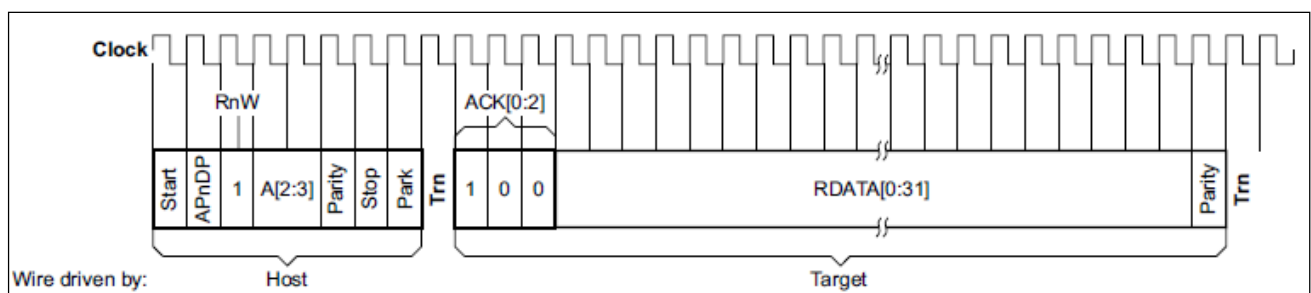 Clock
RnW
ACK[0:2]
Start APnDP 1 A[2:3] Parity Stop Park Trn 1 0 0 RDATA[0:31] Parity Trn
Wire driven by: Host Target